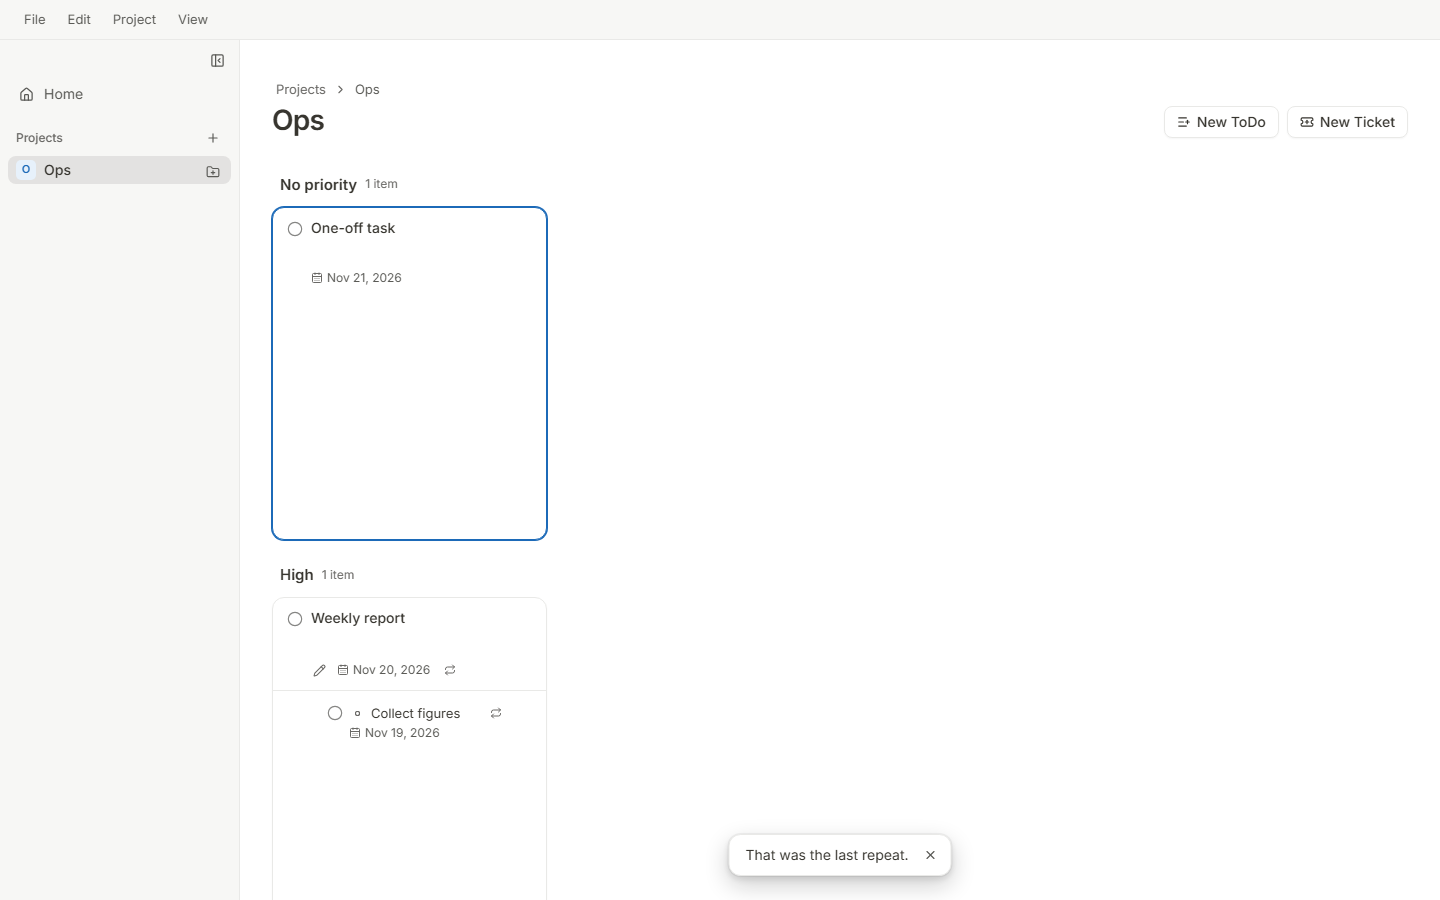 File Edit Project View
Home
Projects
O Ops
Projects > Ops
Ops
New ToDo
New Ticket
No priority 1 item
One-off task
Nov 21, 2026
High 1 item
Weekly report
Nov 20, 2026
Collect figures
Nov 19, 2026
That was the last repeat.